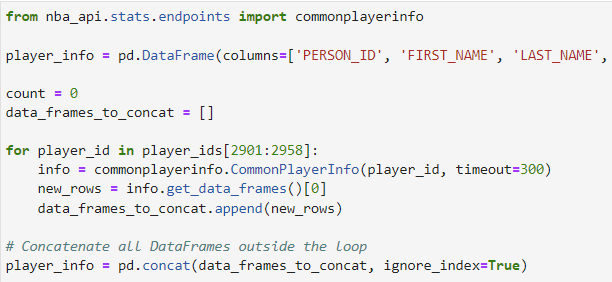 from nba_api.stats.endpoints import commonplayerinfo
player_info = pd.DataFrame(columns=['PERSON_ID', 'FIRST_NAME', 'LAST_NAME',
count = 0
data_frames_to_concat = []
for player_id in player_ids[2901:2958]:
    info = commonplayerinfo.CommonPlayerInfo(player_id, timeout=300)
    new_rows = info.get_data_frames()[0]
    data_frames_to_concat.append(new_rows)
# Concatenate all DataFrames outside the loop
player_info = pd.concat(data_frames_to_concat, ignore_index=True)